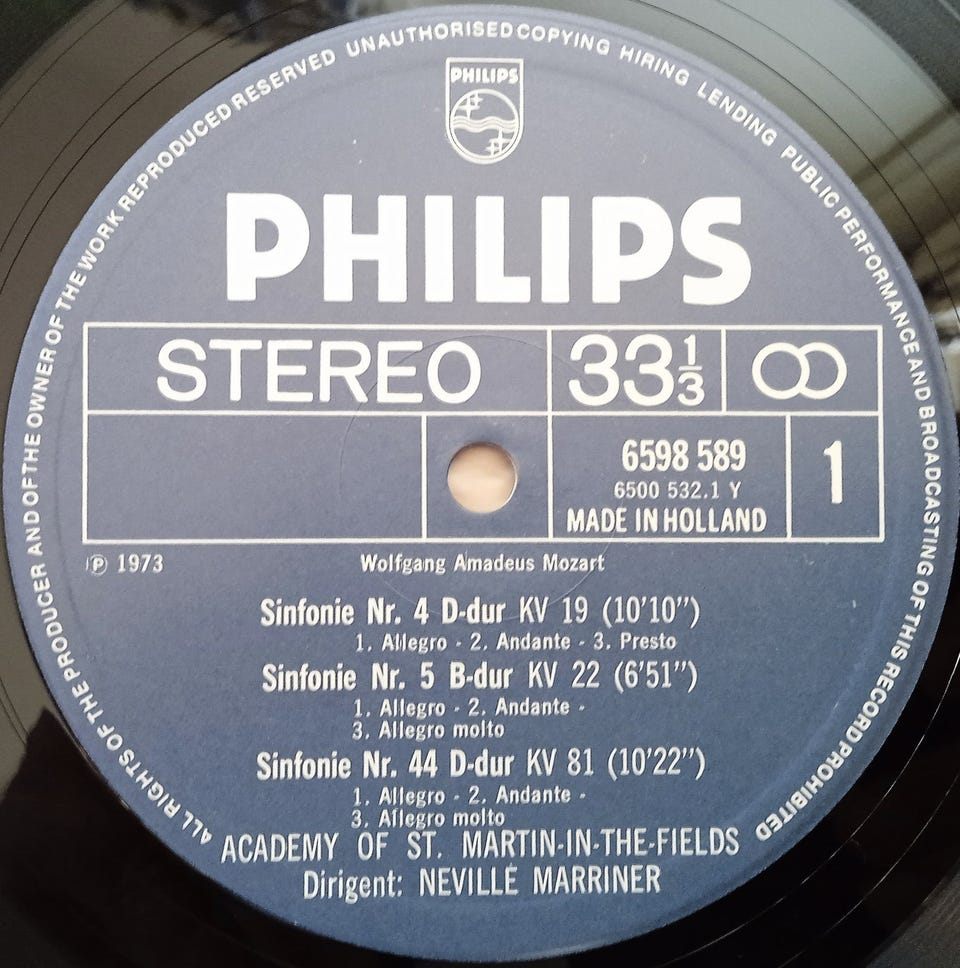 ALL RIGHTS OF THE PRODUCER AND OF THE OWNER OF THE WORK REPRODUCED RESERVED UNAUTHORISED COPYING HIRING LENDING PUBLIC PERFORMANCE AND BROADCASTING OF THIS RECORD PROHIBITED
PHILIPS
PHILIPS
STEREO 33 1/3
6598 589
6500 532.1 Y
MADE IN HOLLAND
1
℗ 1973
Wolfgang Amadeus Mozart
Sinfonie Nr. 4 D-dur KV 19 (10'10")
1. Allegro - 2. Andante - 3. Presto
Sinfonie Nr. 5 B-dur KV 22 (6'51")
1. Allegro - 2. Andante -
3. Allegro molto
Sinfonie Nr. 44 D-dur KV 81 (10'22")
1. Allegro - 2. Andante -
3. Allegro molto
ACADEMY OF ST. MARTIN-IN-THE-FIELDS
Dirigent: NEVILLE MARRINER